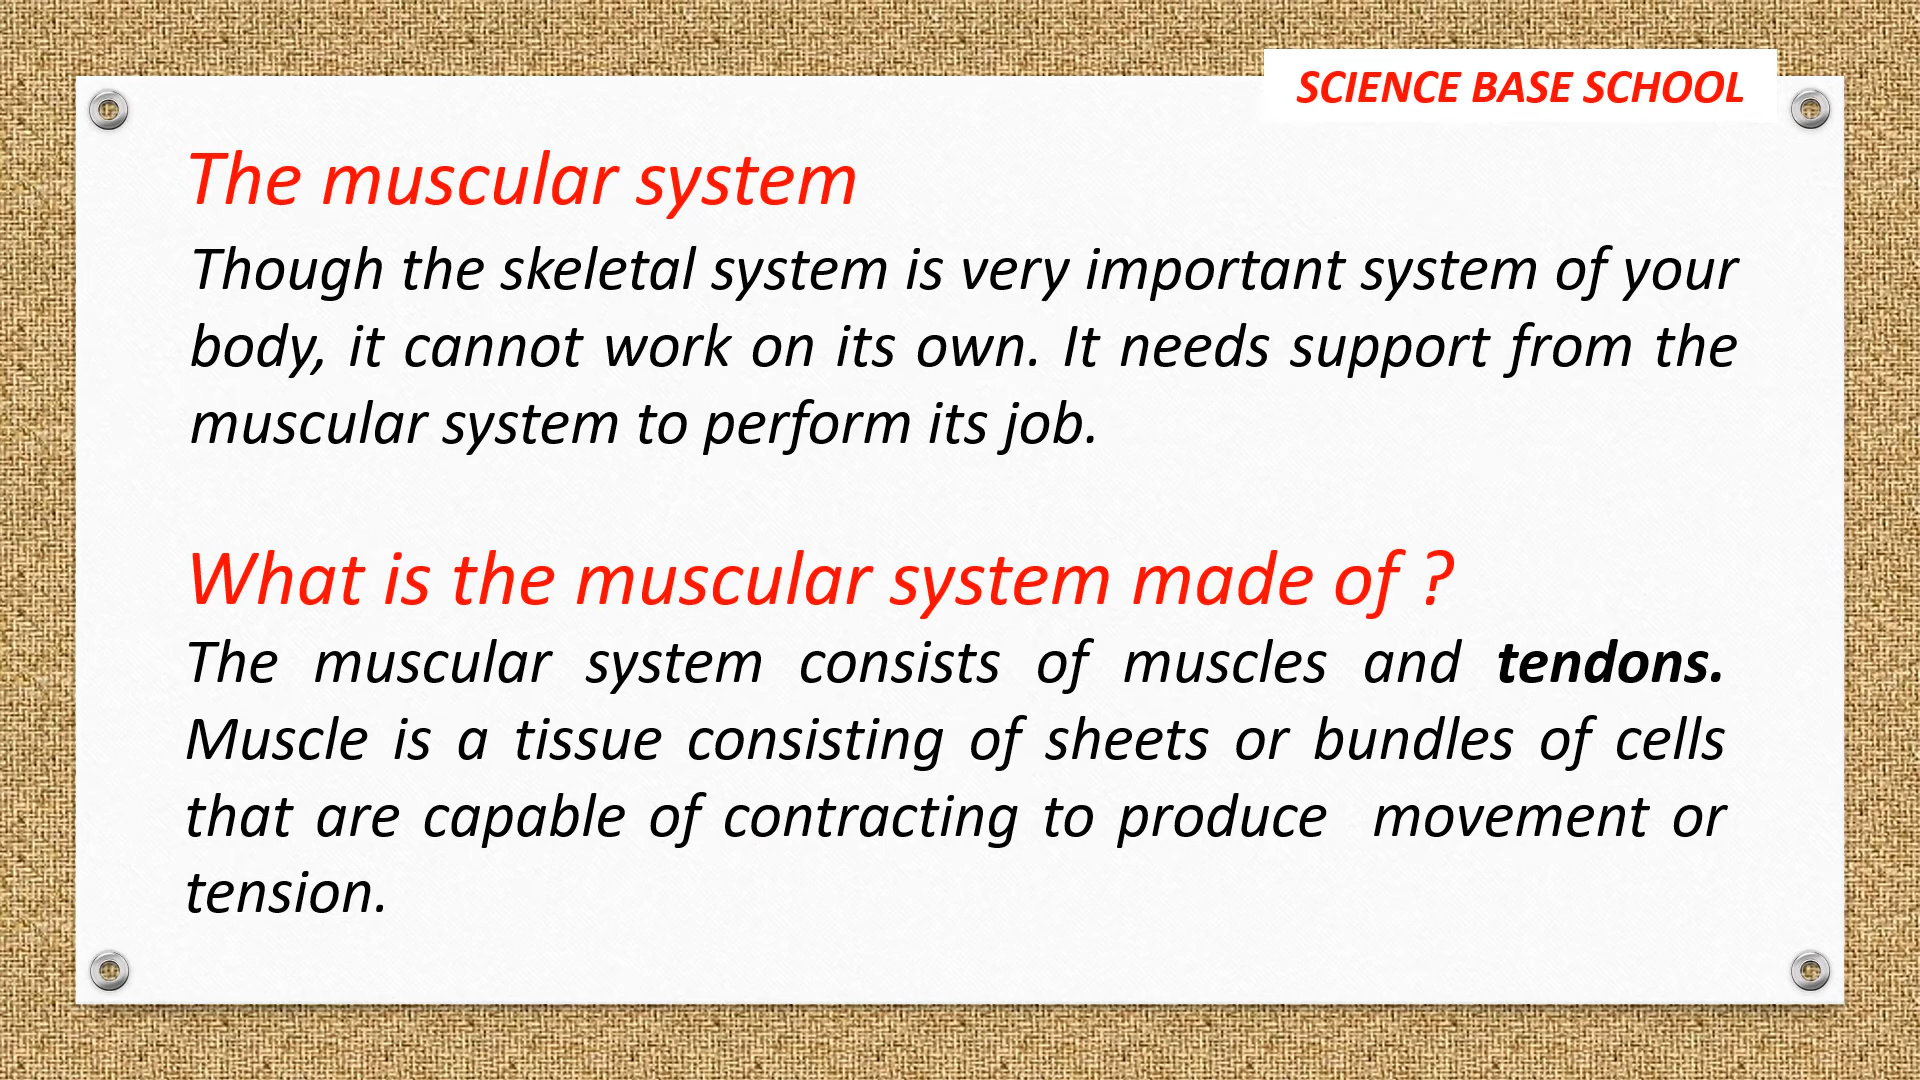 SCIENCE BASE SCHOOL
The muscular system
Though the skeletal system is very important system of your
body, it cannot work on its own. It needs support from the
muscular system to perform its job.
What is the muscular system made of ?
The muscular system consists of muscles and tendons.
Muscle is a tissue consisting of sheets or bundles of cells
that are capable of contracting to produce  movement or
tension.